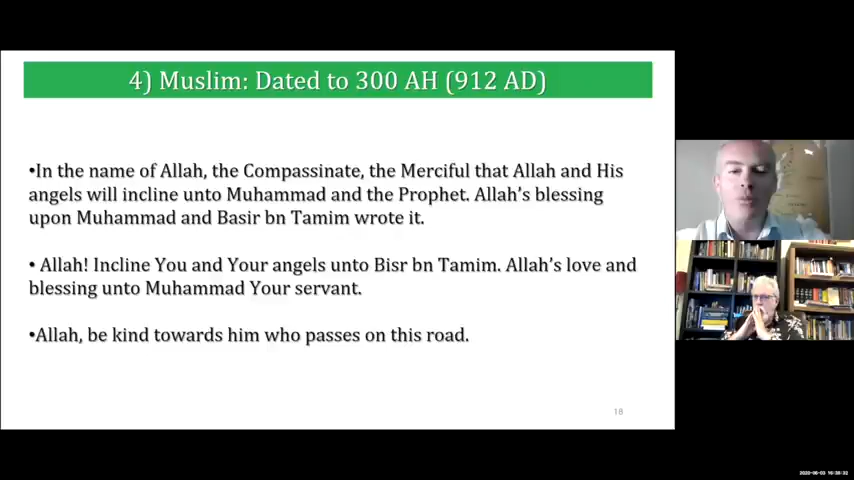 4) Muslim: Dated to 300 AH (912 AD)
•In the name of Allah, the Compassinate, the Merciful that Allah and His
angels will incline unto Muhammad and the Prophet. Allah's blessing
upon Muhammad and Basir bn Tamim wrote it.
• Allah! Incline You and Your angels unto Bisr bn Tamim. Allah's love and
blessing unto Muhammad Your servant.
•Allah, be kind towards him who passes on this road.
18